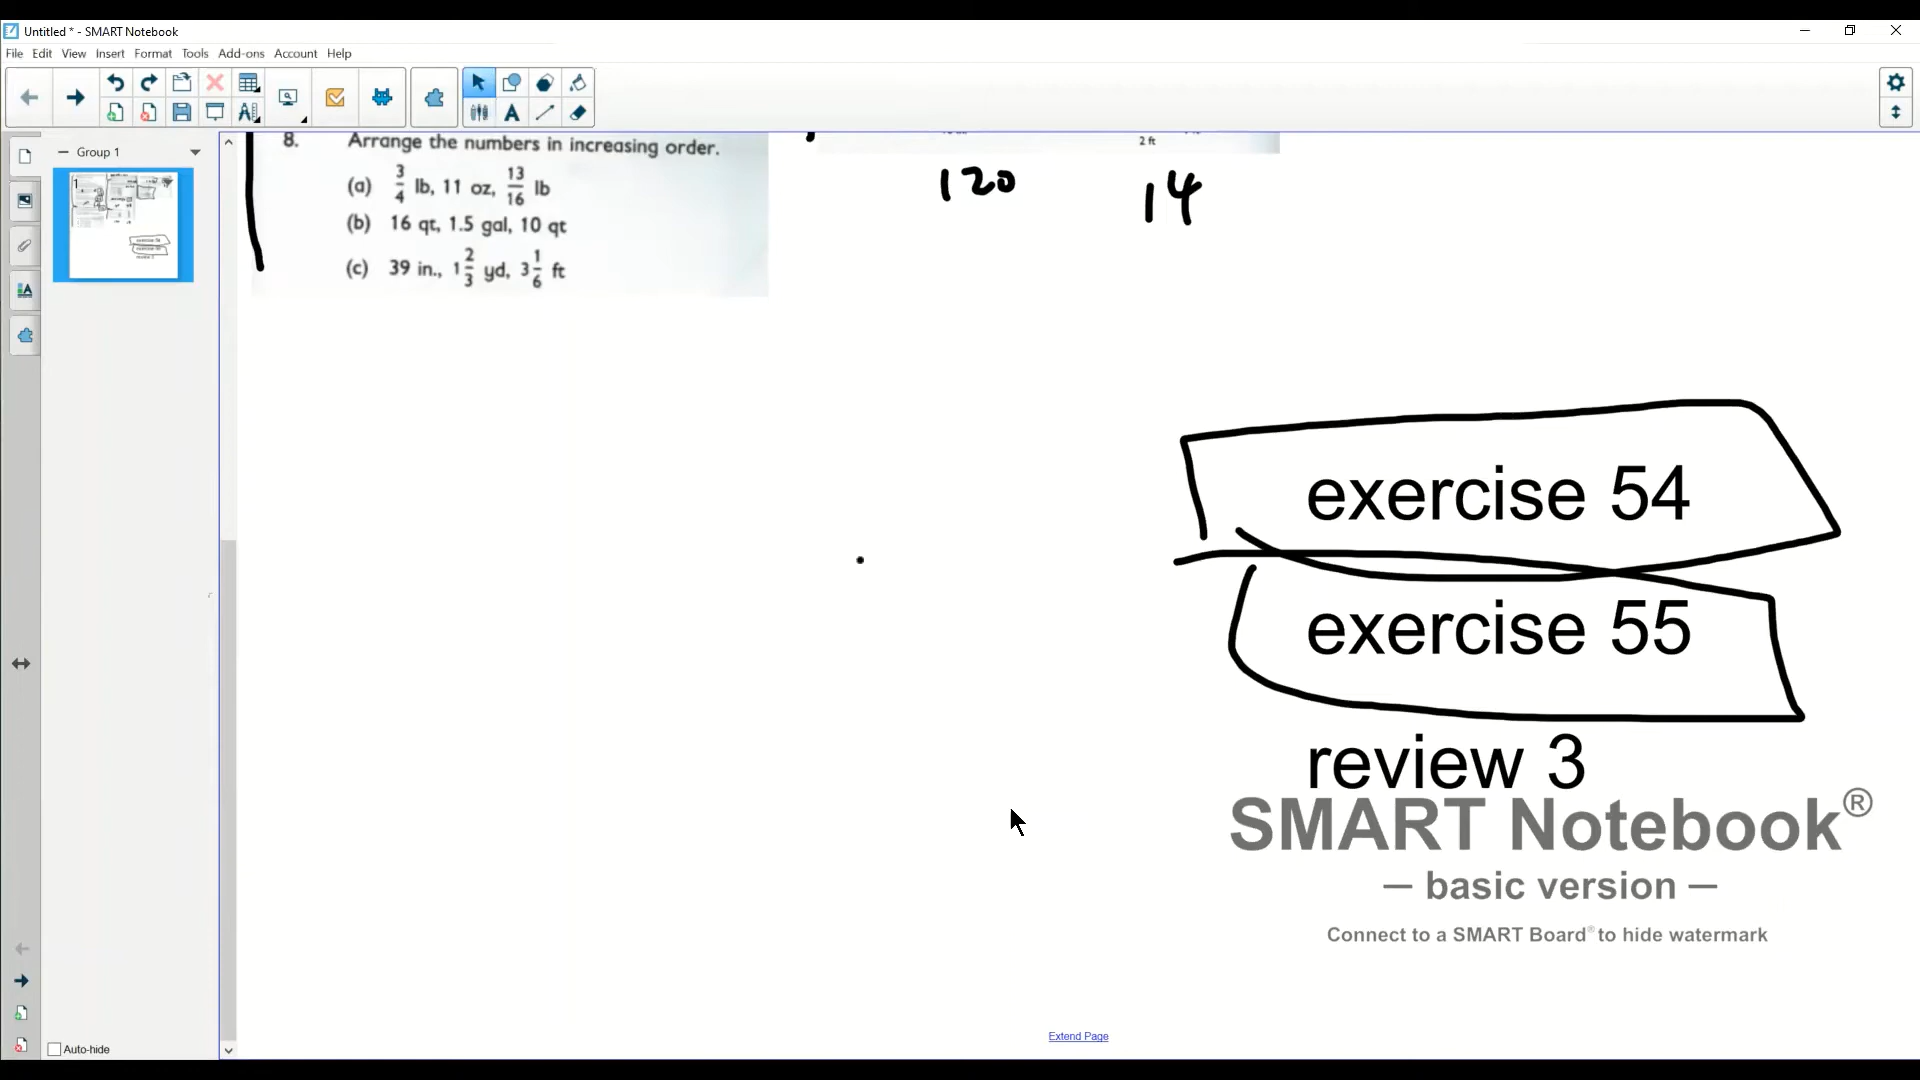 Untitled * - SMART Notebook
File Edit View Insert Format Tools Add-ons Account Help
Group 1
1
8. Arrange the numbers in increasing order.
(a) 3/4 lb, 11 oz, 13/16 lb
(b) 16 qt, 1.5 gal, 10 qt
(c) 39 in., 1 2/3 yd, 3 1/6 ft
2 ft
120
14
exercise 54
exercise 55
review 3
SMART Notebook®
— basic version —
Connect to a SMART Board® to hide watermark
Extend Page
Auto-hide